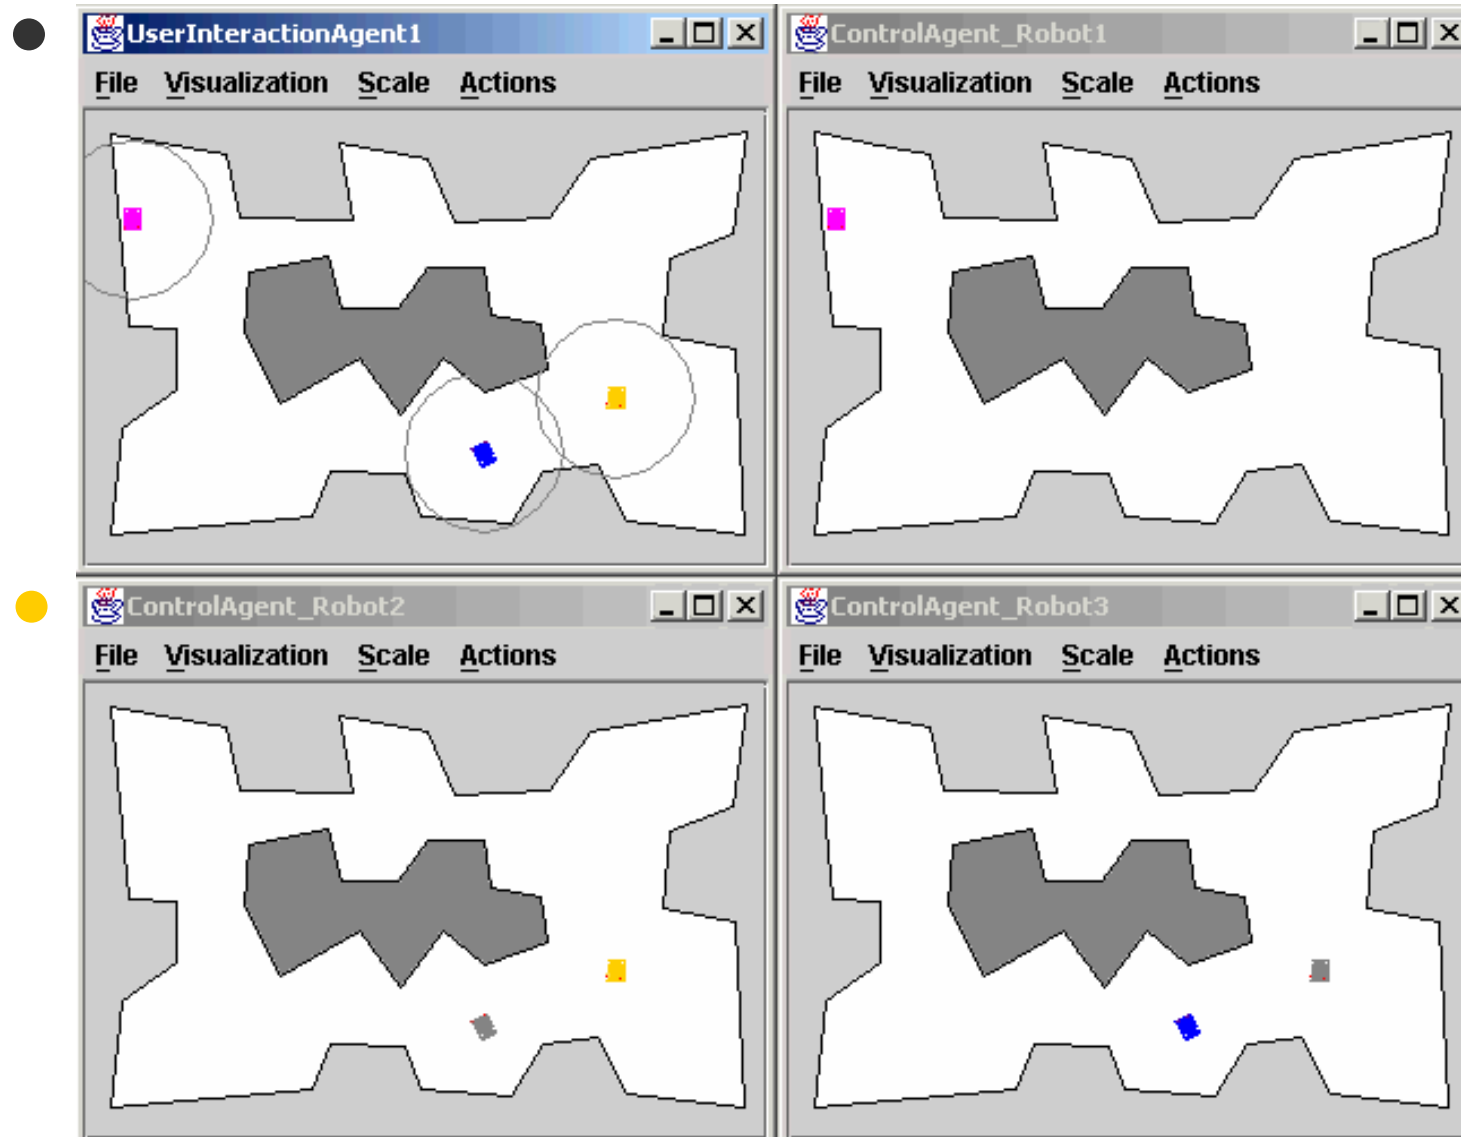 UserInteractionAgent1
File Visualization Scale Actions
ControlAgent_Robot1
File Visualization Scale Actions
ControlAgent_Robot2
File Visualization Scale Actions
ControlAgent_Robot3
File Visualization Scale Actions